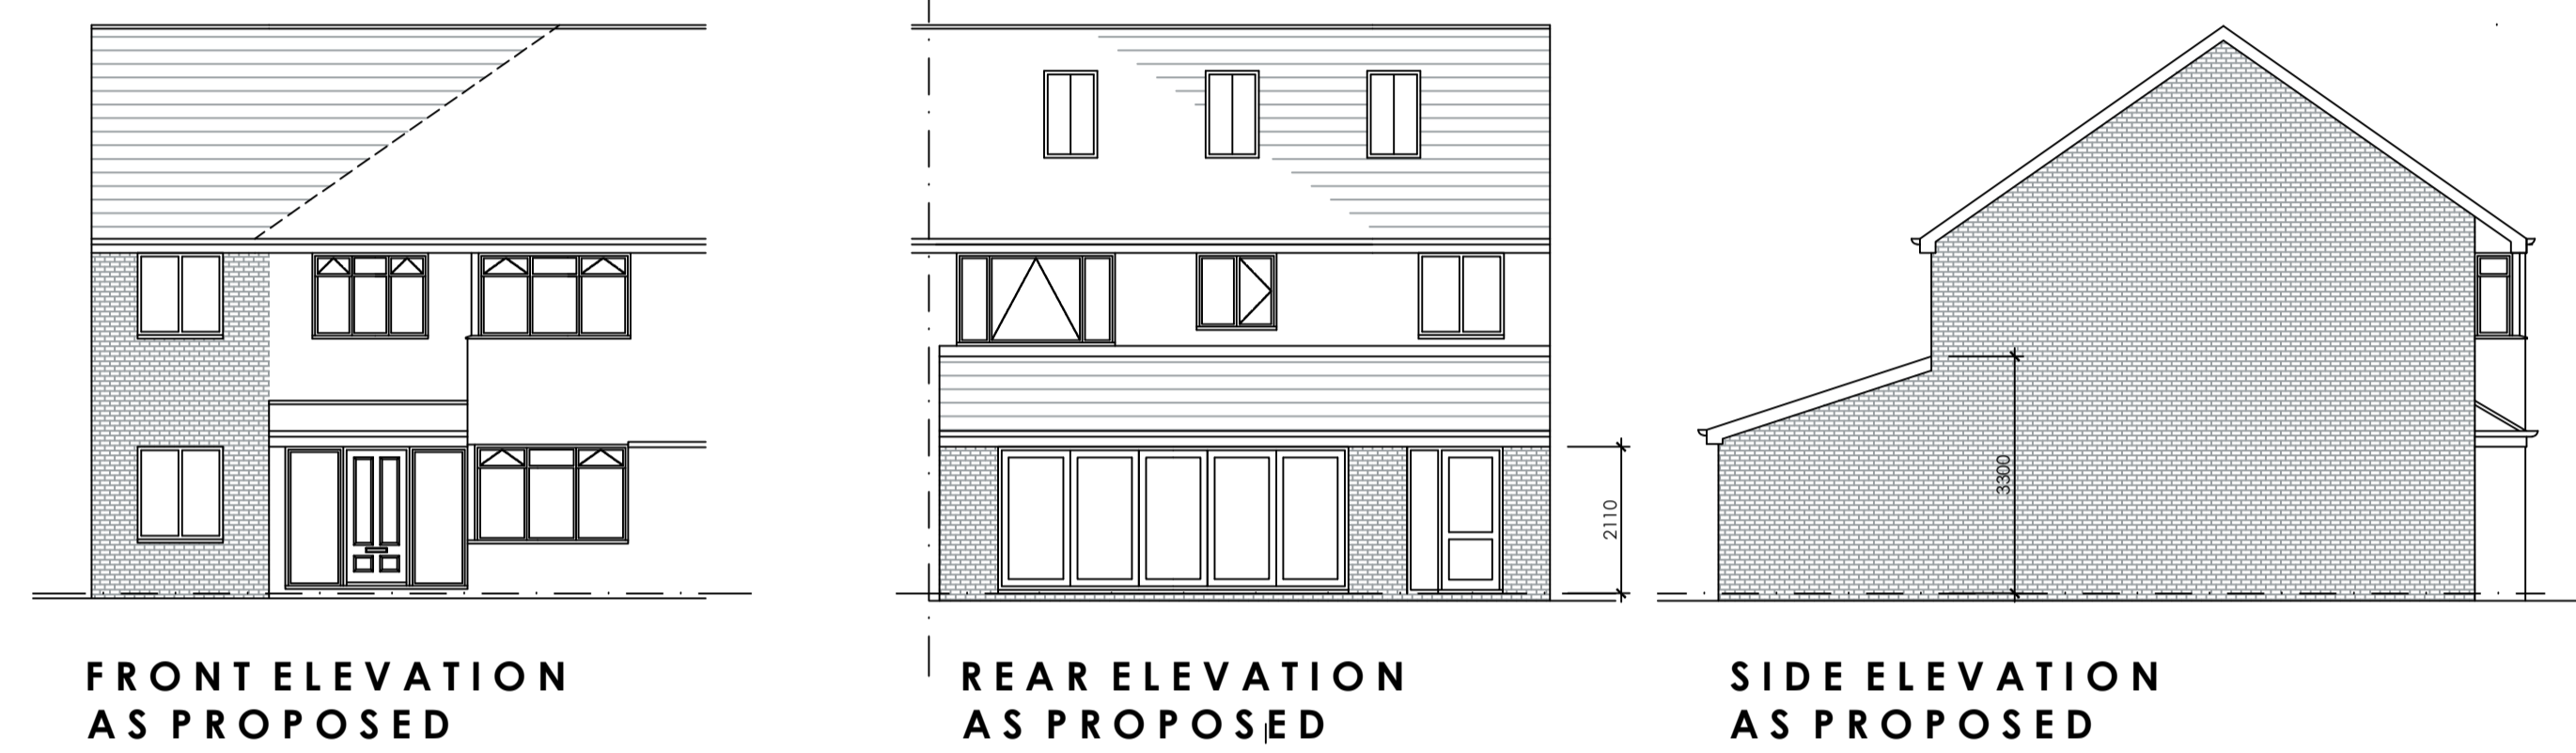 FRONT ELEVATION
AS PROPOSED
2110
REAR ELEVATION
AS PROPOSED
3300
SIDE ELEVATION
AS PROPOSED